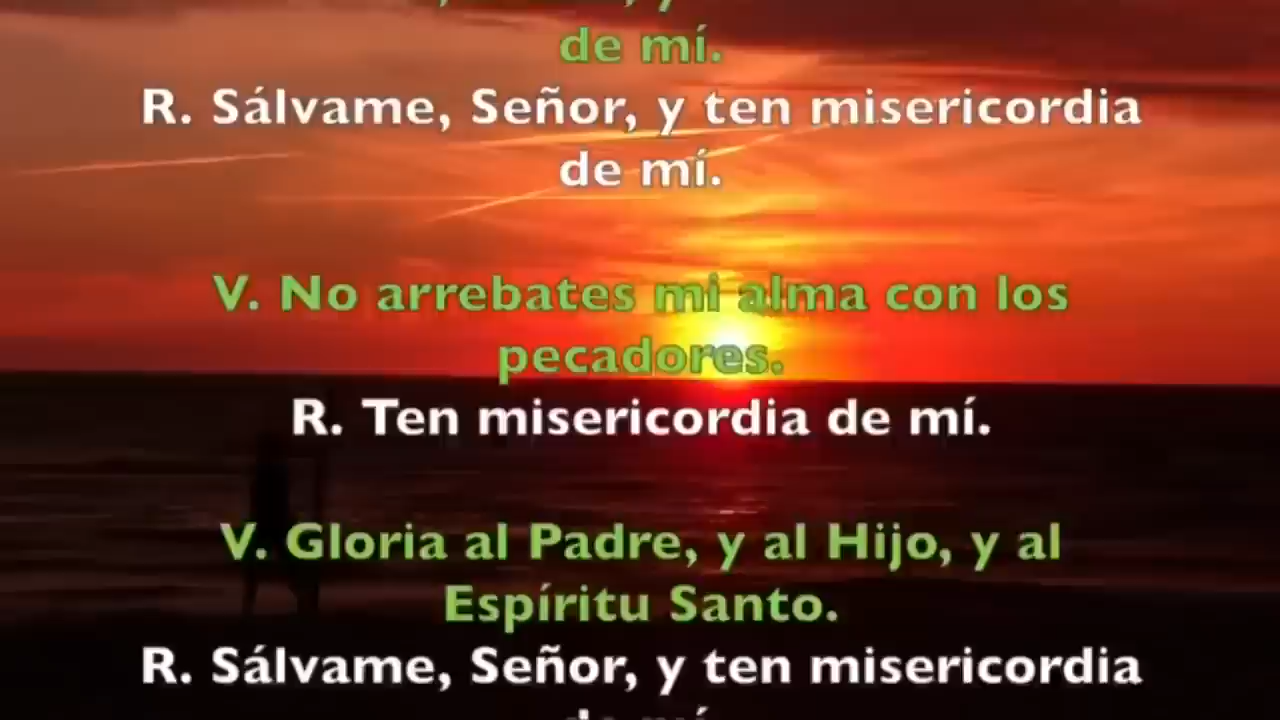 de mí.
R. Sálvame, Señor, y ten misericordia
de mí.
V. No arrebates mi alma con los
pecadores.
R. Ten misericordia de mí.
V. Gloria al Padre, y al Hijo, y al
Espíritu Santo.
R. Sálvame, Señor, y ten misericordia